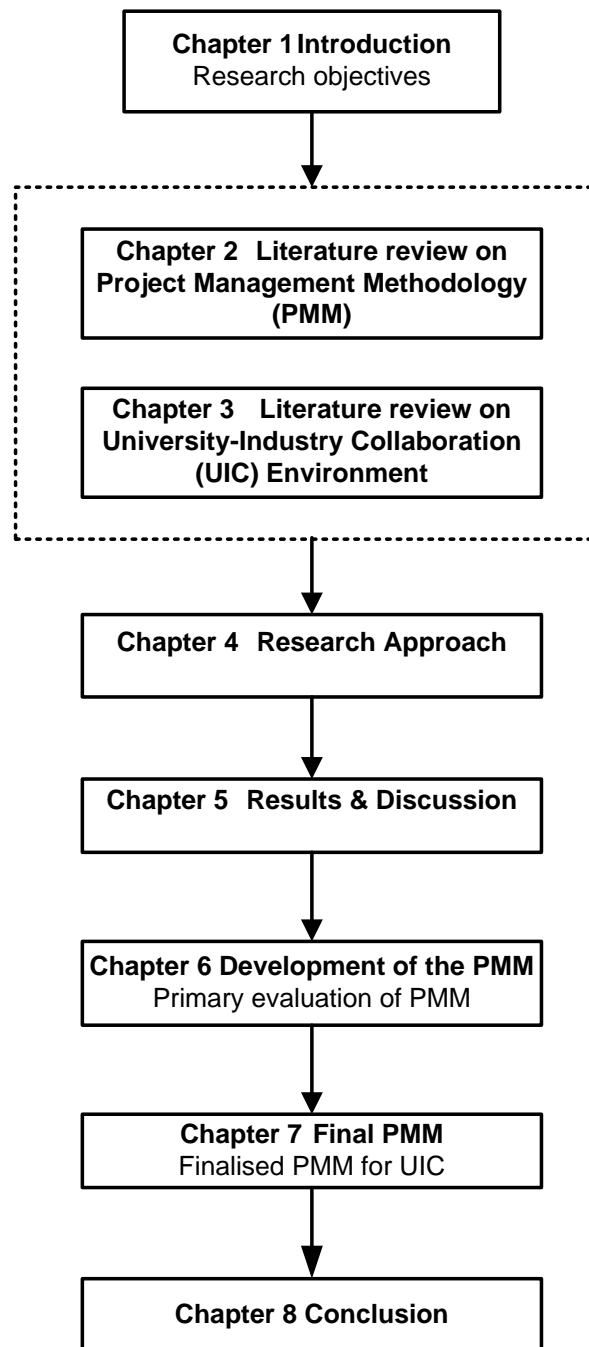 Chapter 1 Introduction
Research objectives
Chapter 2 Literature review on
Project Management Methodology
(PMM)
Chapter 3 Literature review on
University-Industry Collaboration
(UIC) Environment
Chapter 4 Research Approach
Chapter 5 Results & Discussion
Chapter 6 Development of the PMM
Primary evaluation of PMM
Chapter 7 Final PMM
Finalised PMM for UIC
Chapter 8 Conclusion